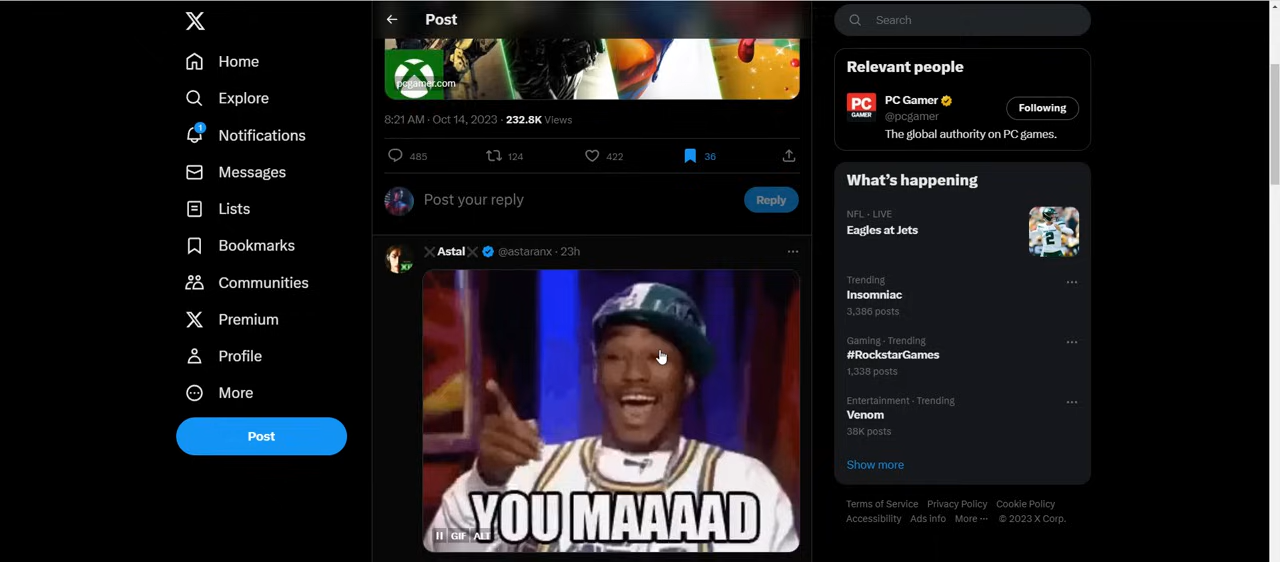 Home
Explore
1
Notifications
Messages
Lists
Bookmarks
Communities
Premium
Profile
More
Post
Post
pcgamer.com
8:21 AM · Oct 14, 2023 · 232.8K Views
485
124
422
36
Post your reply
Reply
Astal
@astaranx · 23h
YOU MAAAAD
GIF
ALT
Search
Relevant people
PC GAMER
PC Gamer
Following
@pcgamer
The global authority on PC games.
What's happening
NFL · LIVE
Eagles at Jets
2
Trending
Insomniac
3,386 posts
Gaming · Trending
#RockstarGames
1,338 posts
Entertainment · Trending
Venom
38K posts
Show more
Terms of Service Privacy Policy Cookie Policy
Accessibility Ads info More ··· © 2023 X Corp.